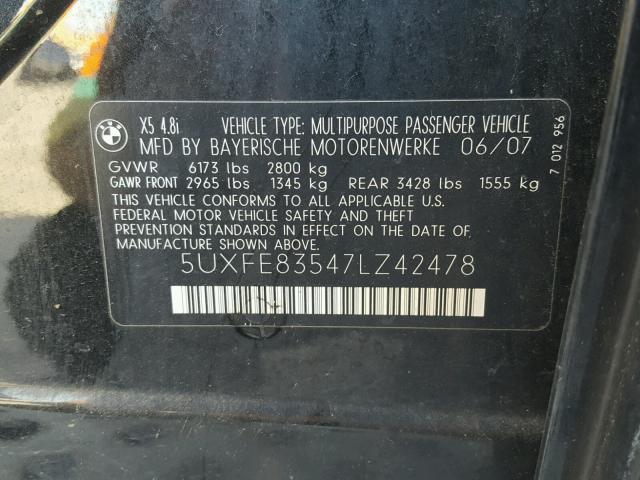 X5 4.8i VEHICLE TYPE: MULTIPURPOSE PASSENGER VEHICLE
MFD BY BAYERISCHE MOTORENWERKE 06/07
GVWR 6173 lbs 2800 kg
GAWR FRONT 2965 lbs 1345 kg REAR 3428 lbs 1555 kg
THIS VEHICLE CONFORMS TO ALL APPLICABLE U.S.
FEDERAL MOTOR VEHICLE SAFETY AND THEFT
PREVENTION STANDARDS IN EFFECT ON THE DATE OF
MANUFACTURE SHOWN ABOVE.
5UXFE83547LZ42478
7 012 956